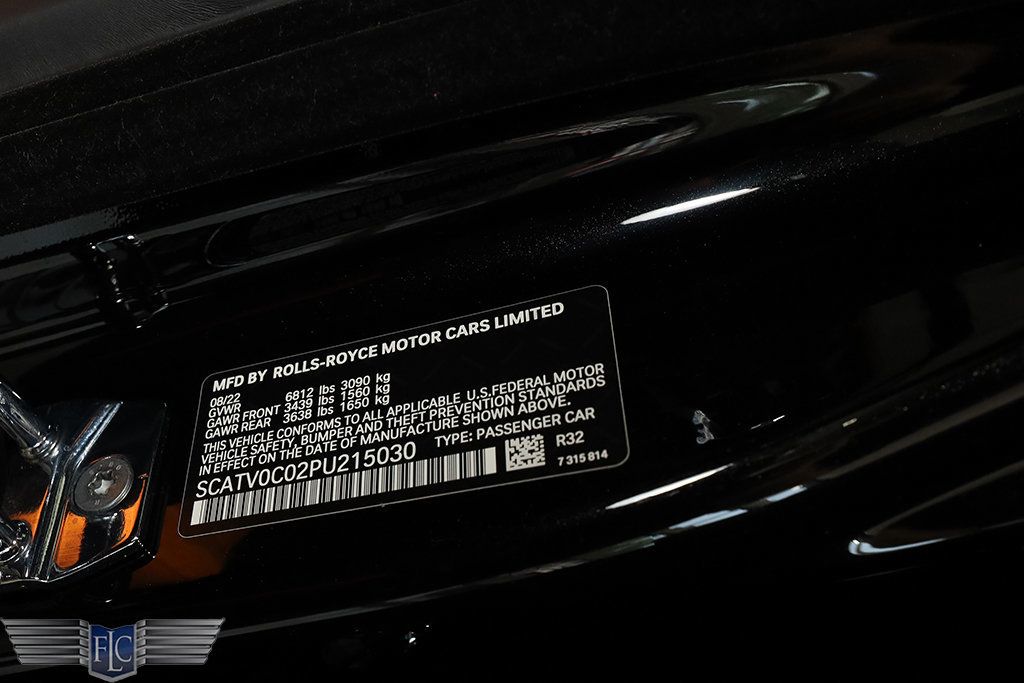 MFD BY ROLLS-ROYCE MOTOR CARS LIMITED
08/22
GVWR 6812 lbs 3090 kg
GAWR FRONT 3439 lbs 1560 kg
GAWR REAR 3638 lbs 1650 kg
THIS VEHICLE CONFORMS TO ALL APPLICABLE U.S.FEDERAL MOTOR
VEHICLE SAFETY, BUMPER AND THEFT PREVENTION STANDARDS
IN EFFECT ON THE DATE OF MANUFACTURE SHOWN ABOVE.
SCATV0C02PU215030 TYPE: PASSENGER CAR
R32
7 315 814
FLC